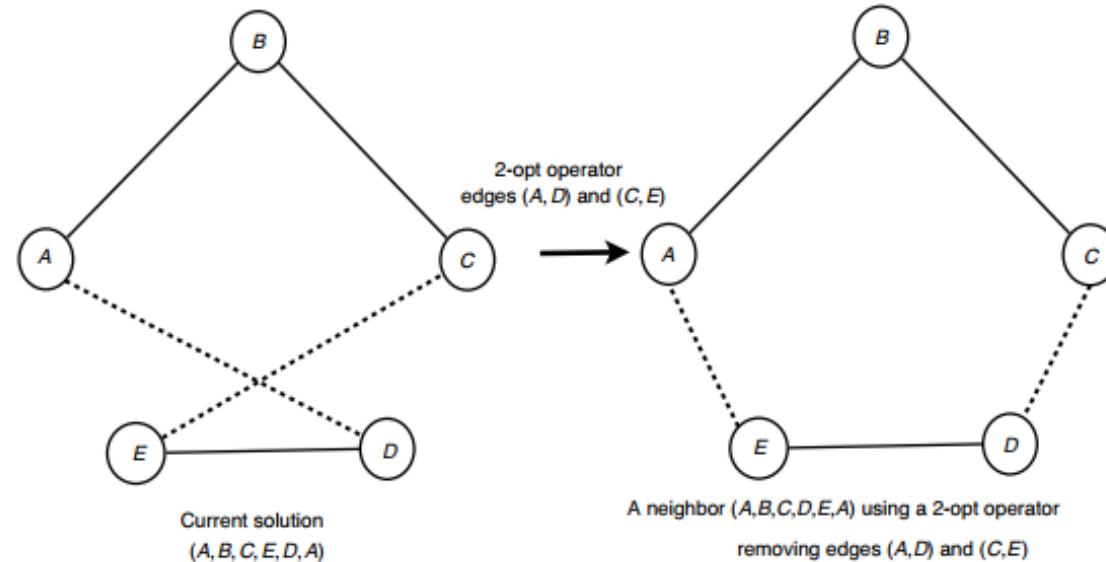 B
B
2-opt operator
edges (A, D) and (C, E)
A
C
A
C
E
D
E
D
Current solution
(A, B, C, E, D, A)
A neighbor (A,B,C,D,E,A) using a 2-opt operator
removing edges (A,D) and (C,E)